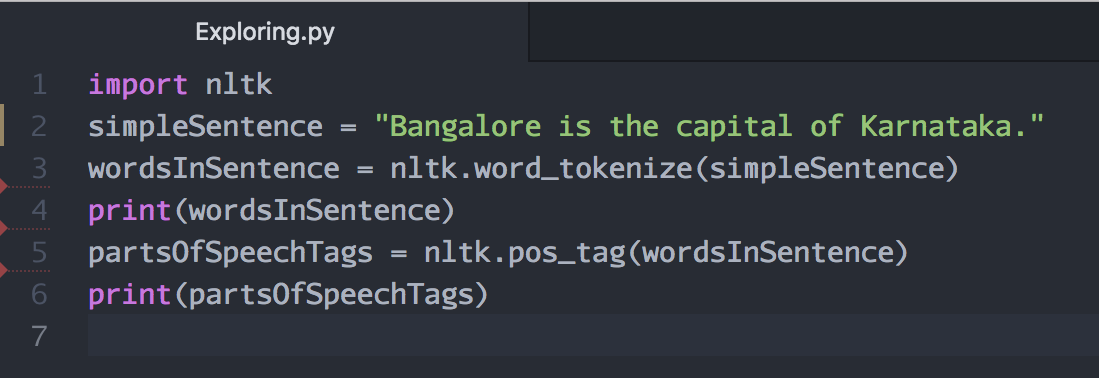 Exploring.py
1 import nltk
2 simpleSentence = "Bangalore is the capital of Karnataka."
3 wordsInSentence = nltk.word_tokenize(simpleSentence)
4 print(wordsInSentence)
5 partsOfSpeechTags = nltk.pos_tag(wordsInSentence)
6 print(partsOfSpeechTags)
7